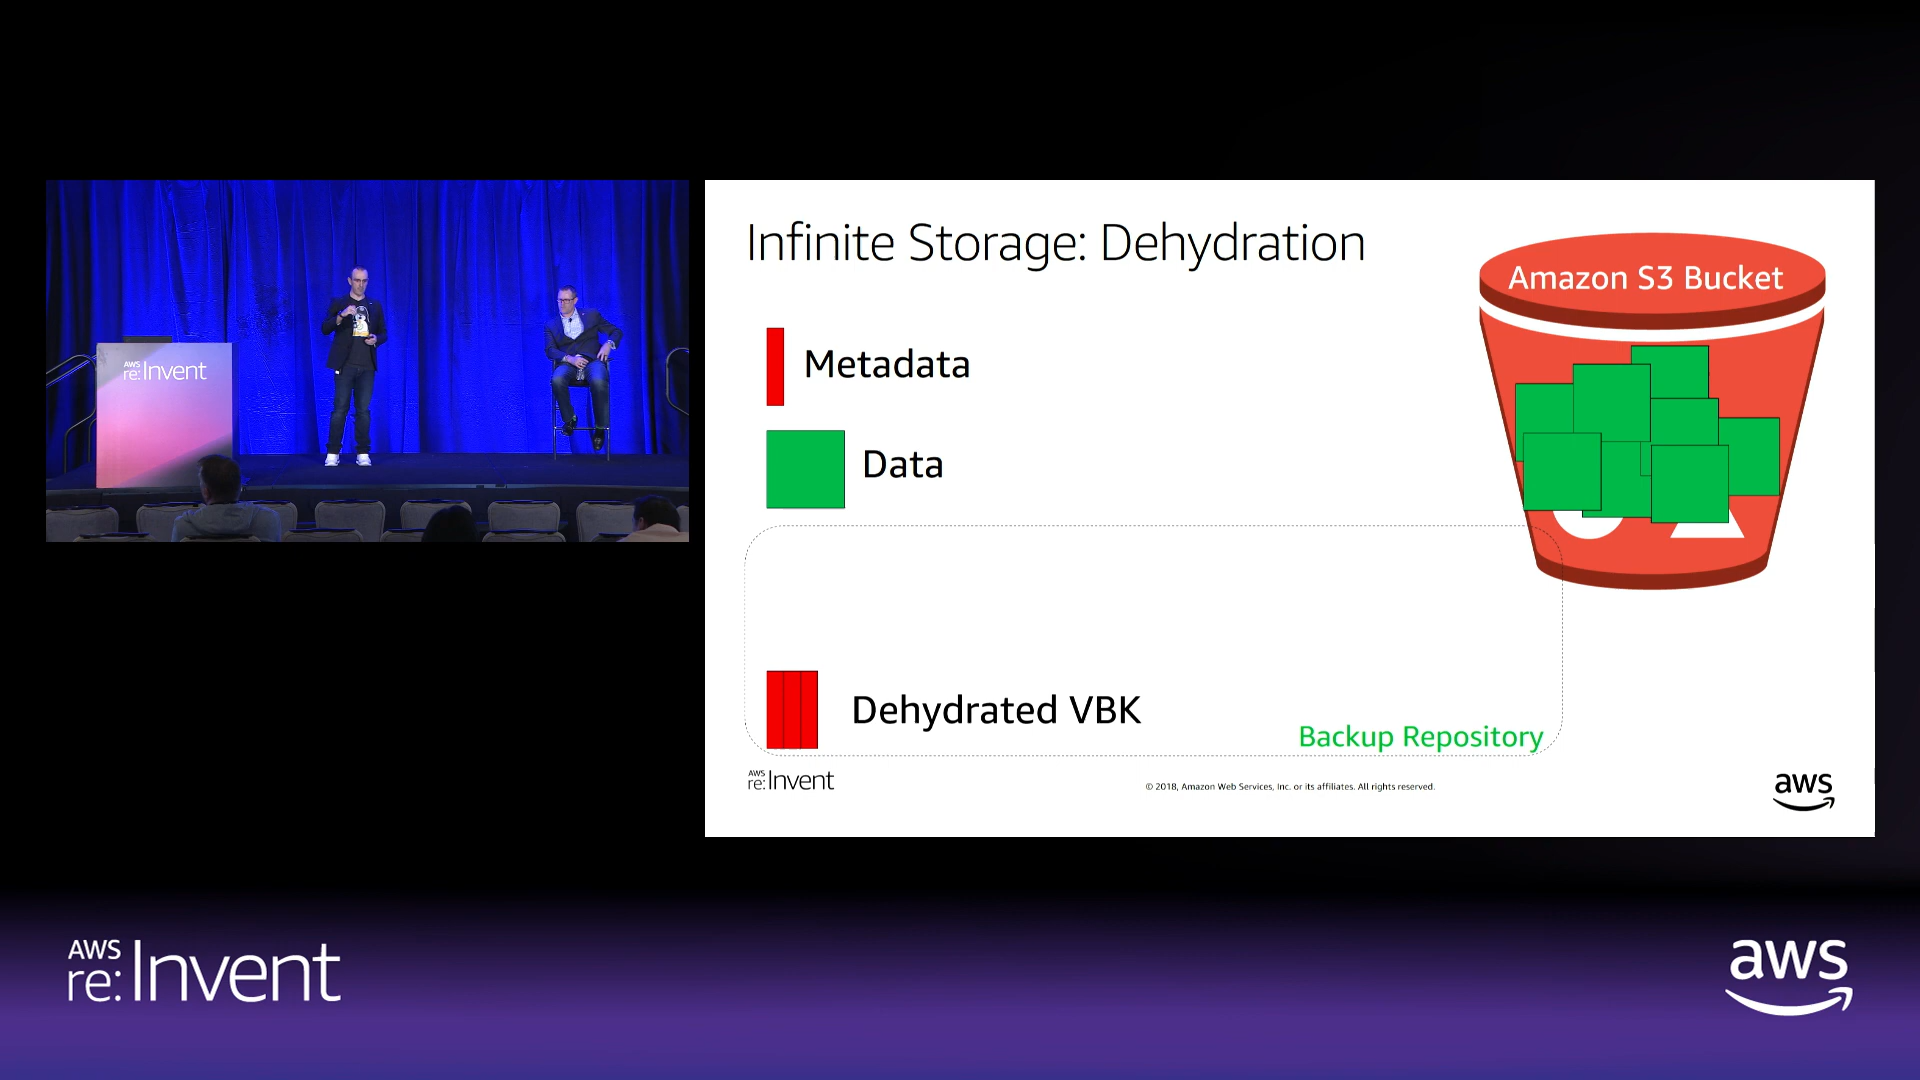 AWS
re:Invent
Infinite Storage: Dehydration
Amazon S3 Bucket
Metadata
Data
Dehydrated VBK
Backup Repository
AWS
re:Invent
© 2018, Amazon Web Services, Inc. or its affiliates. All rights reserved.
aws
AWS
re:Invent
aws